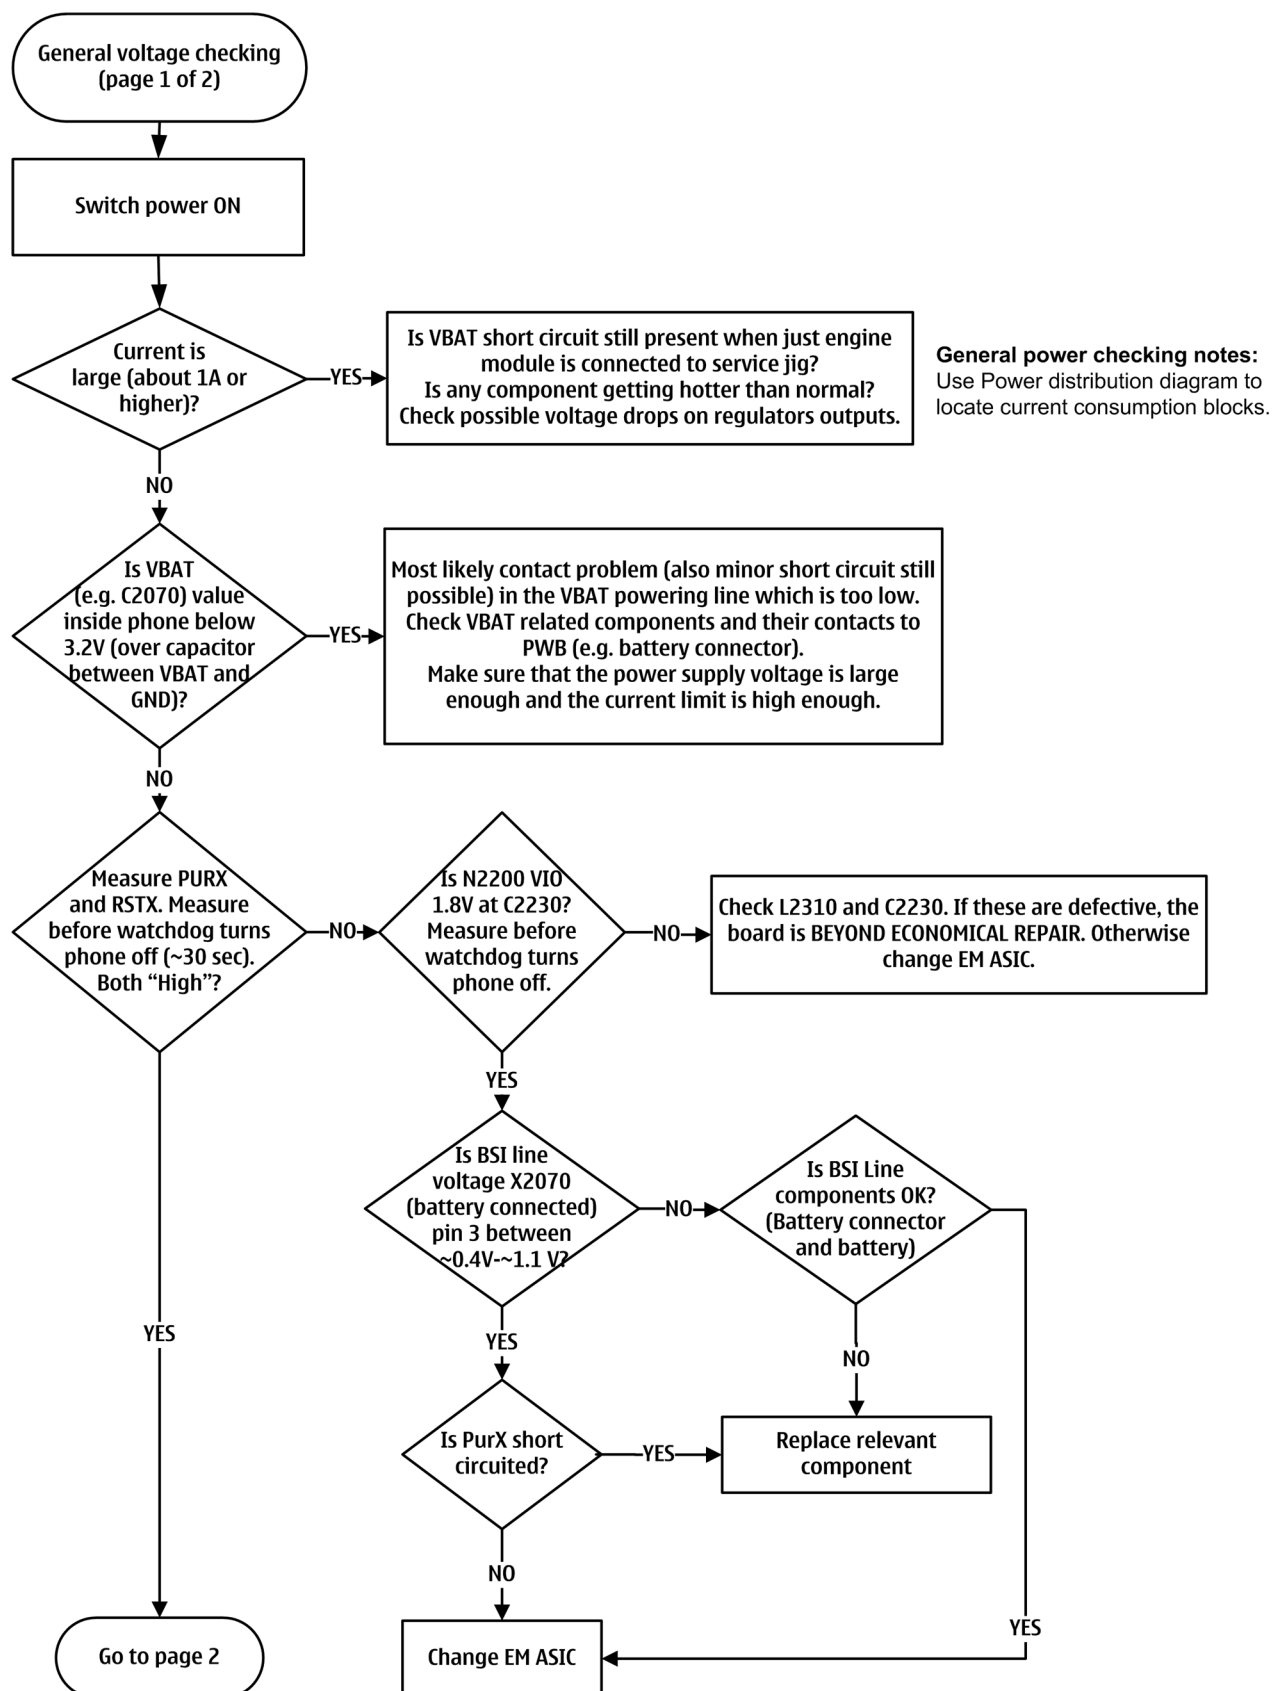 General voltage checking
(page 1 of 2)
Switch power ON
Current is
large (about 1A or
higher)?
YES
Is VBAT short circuit still present when just engine
module is connected to service jig?
Is any component getting hotter than normal?
Check possible voltage drops on regulators outputs.
General power checking notes:
Use Power distribution diagram to
locate current consumption blocks.
NO
Is VBAT
(e.g. C2070) value
inside phone below
3.2V (over capacitor
between VBAT and
GND)?
YES
Most likely contact problem (also minor short circuit still
possible) in the VBAT powering line which is too low.
Check VBAT related components and their contacts to
PWB (e.g. battery connector).
Make sure that the power supply voltage is large
enough and the current limit is high enough.
NO
Measure PURX
and RSTX. Measure
before watchdog turns
phone off (~30 sec).
Both “High”?
NO
Is N2200 VIO
1.8V at C2230?
Measure before
watchdog turns
phone off.
NO
Check L2310 and C2230. If these are defective, the
board is BEYOND ECONOMICAL REPAIR. Otherwise
change EM ASIC.
YES
Is BSI line
voltage X2070
(battery connected)
pin 3 between
~0.4V-~1.1 V?
NO
Is BSI Line
components OK?
(Battery connector
and battery)
YES
YES
NO
Is PurX short
circuited?
YES
Replace relevant
component
NO
YES
Go to page 2
Change EM ASIC